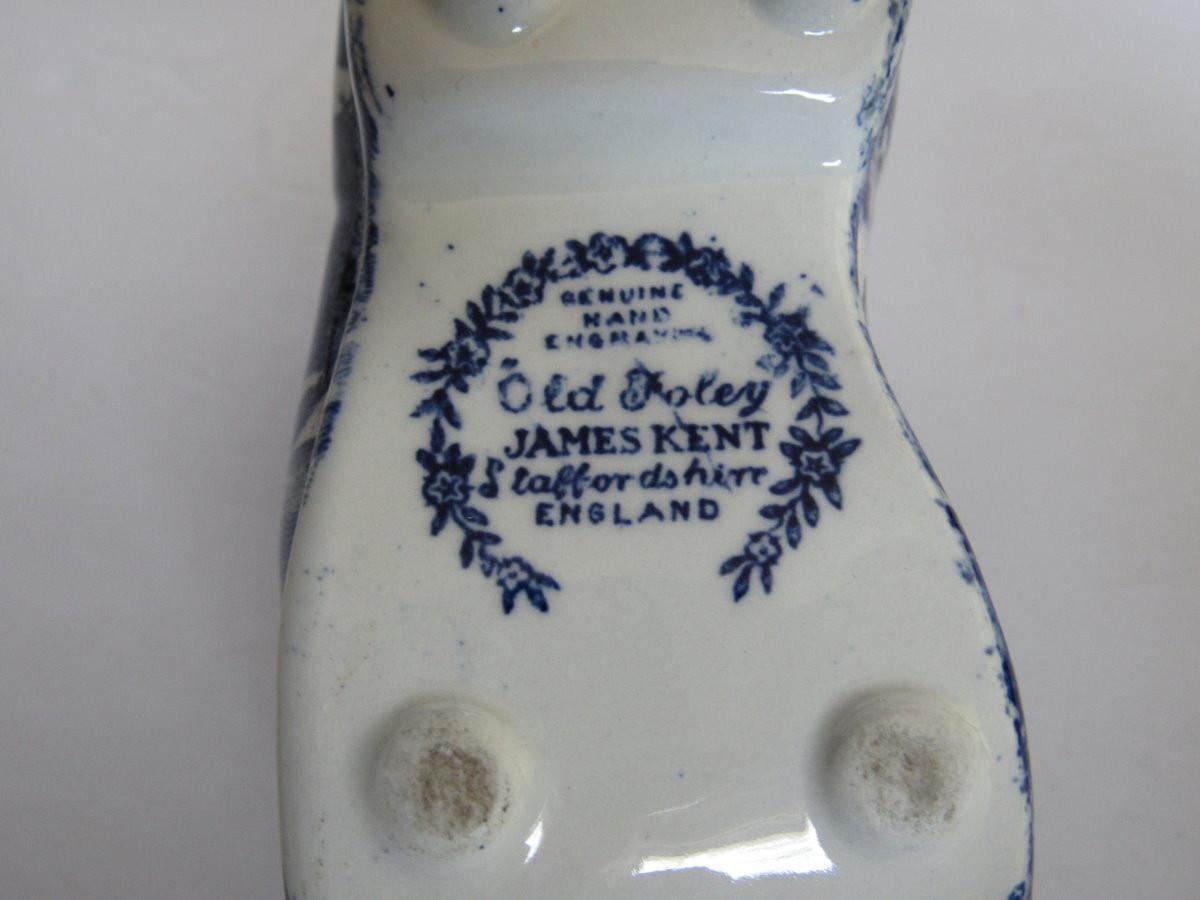 GENUINE
HAND
ENGRAVING
Old Foley
JAMES KENT
Staffordshire
ENGLAND